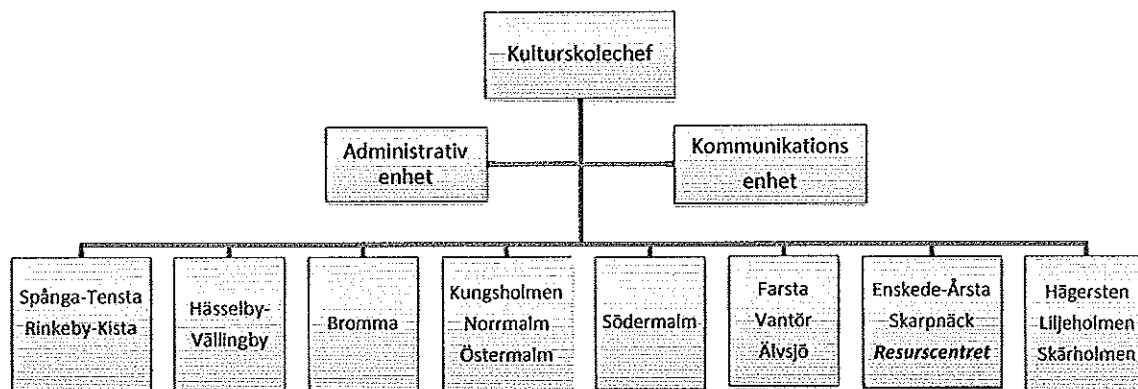 Kulturskolechef
Administrativ
enhet
Kommunikations
enhet
Spånga-Tensta
Rinkeby-Kista
Hässelby-
Vällingby
Bromma
Kungsholmen
Norrmalm
Östermalm
Södermalm
Farsta
Vantör
Älvsjö
Enskede-Årsta
Skarpnäck
Resurscentret
Hägersten
Liljeholmen
Skärholmen